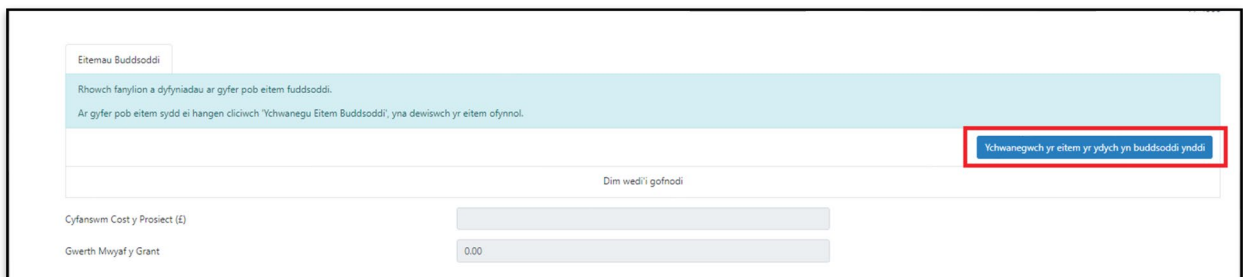 Eitemau Buddsoddi
Rhowch fanylion a dyfyniadau ar gyfer pob eitem fuddsoddi.
Ar gyfer pob eitem sydd ei hangen cliciwch 'Ychwanegu Eitem Buddsoddi', yna dewiswch yr eitem ofynnol.
Ychwanegwch yr eitem yr ydych yn buddsoddi ynddi
Dim wedi'i gofnodi
Cyfanswm Cost y Prosiect (£)
Gwerth Mwyaf y Grant 0.00